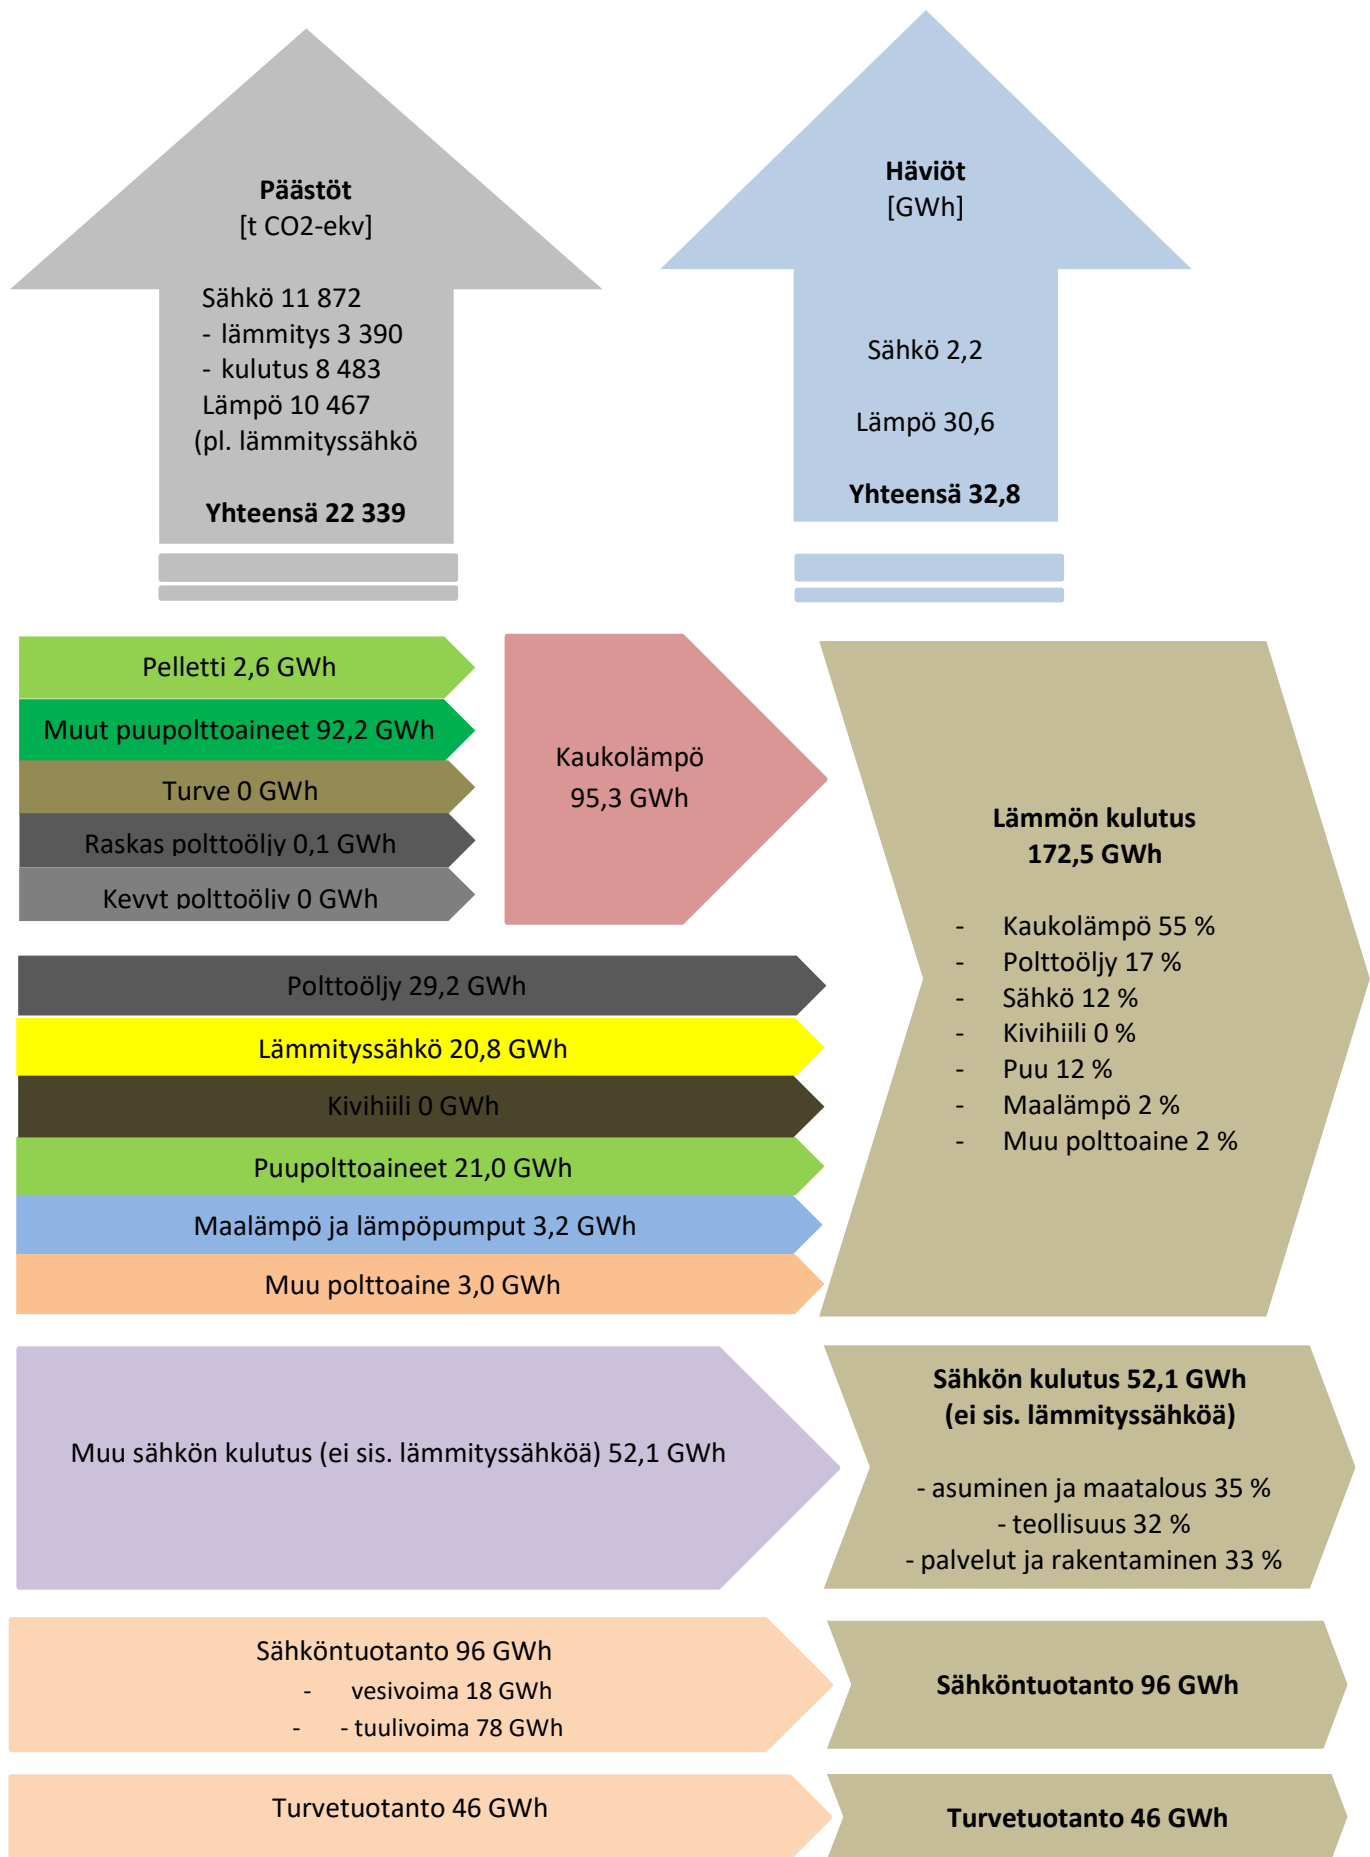 Päästöt
[t CO2-ekv]
Sähkö 11 872
- lämmitys 3 390
- kulutus 8 483
Lämpö 10 467
(pl. lämmityssähkö
Yhteensä 22 339
Häviöt
[GWh]
Sähkö 2,2
Lämpö 30,6
Yhteensä 32,8
Pelletti 2,6 GWh
Muut puupolttoaineet 92,2 GWh
Turve 0 GWh
Raskas polttoöljy 0,1 GWh
Kevyt polttoöljy 0 GWh
Kaukolämpö
95,3 GWh
Polttoöljy 29,2 GWh
Lämmityssähkö 20,8 GWh
Kivihiili 0 GWh
Puupolttoaineet 21,0 GWh
Maalämpö ja lämpöpumput 3,2 GWh
Muu polttoaine 3,0 GWh
Lämmön kulutus
172,5 GWh
- Kaukolämpö 55 %
- Polttoöljy 17 %
- Sähkö 12 %
- Kivihiili 0 %
- Puu 12 %
- Maalämpö 2 %
- Muu polttoaine 2 %
Muu sähkön kulutus (ei sis. lämmityssähköä) 52,1 GWh
Sähkön kulutus 52,1 GWh
(ei sis. lämmityssähköä)
- asuminen ja maatalous 35 %
- teollisuus 32 %
- palvelut ja rakentaminen 33 %
Sähköntuotanto 96 GWh
- vesivoima 18 GWh
- - tuulivoima 78 GWh
Sähköntuotanto 96 GWh
Turvetuotanto 46 GWh
Turvetuotanto 46 GWh